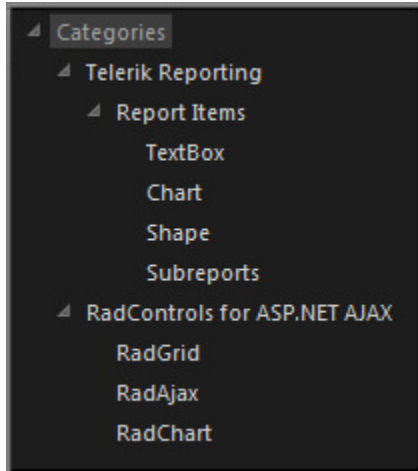 Categories
Telerik Reporting
Report Items
TextBox
Chart
Shape
Subreports
RadControls for ASP.NET AJAX
RadGrid
RadAjax
RadChart